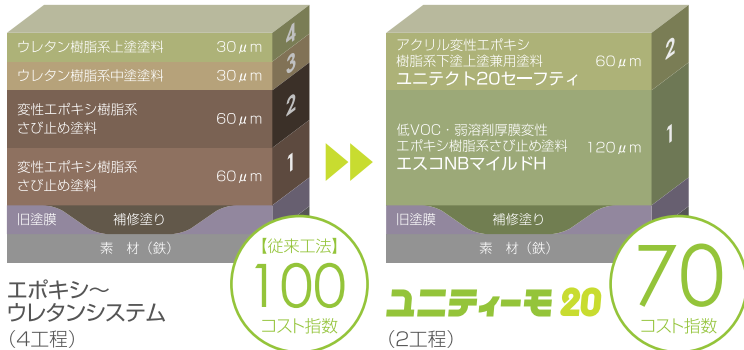 ウレタン樹脂系上塗塗料 30μm 4
ウレタン樹脂系中塗塗料 30μm 3
変性エポキシ樹脂系
さび止め塗料 60μm 2
変性エポキシ樹脂系
さび止め塗料 60μm 1
旧塗膜 補修塗り
素 材（鉄）
【従来工法】
100
コスト指数
エポキシ〜
ウレタンシステム
（4工程）
アクリル変性エポキシ
樹脂系下塗上塗兼用塗料 60μm 2
ユニテクト20セーフティ
低VOC・弱溶剤厚膜変性
エポキシ樹脂系さび止め塗料 120μm 1
エスコNBマイルドH
旧塗膜 補修塗り
素 材（鉄）
70
コスト指数
ユニティーモ20
（2工程）